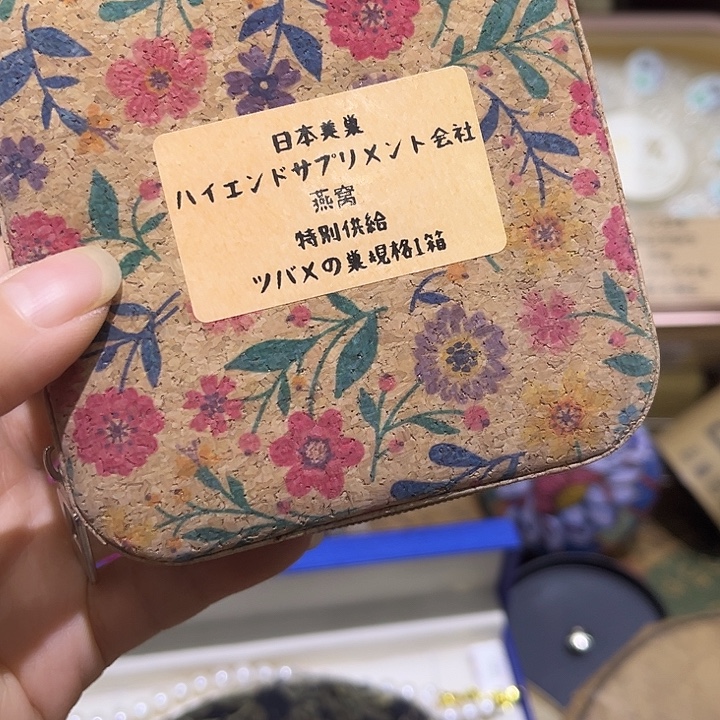 日本美巣
ハイエンドサプリメント会社
燕窩
特別供給
ツバメの巣規格1箱